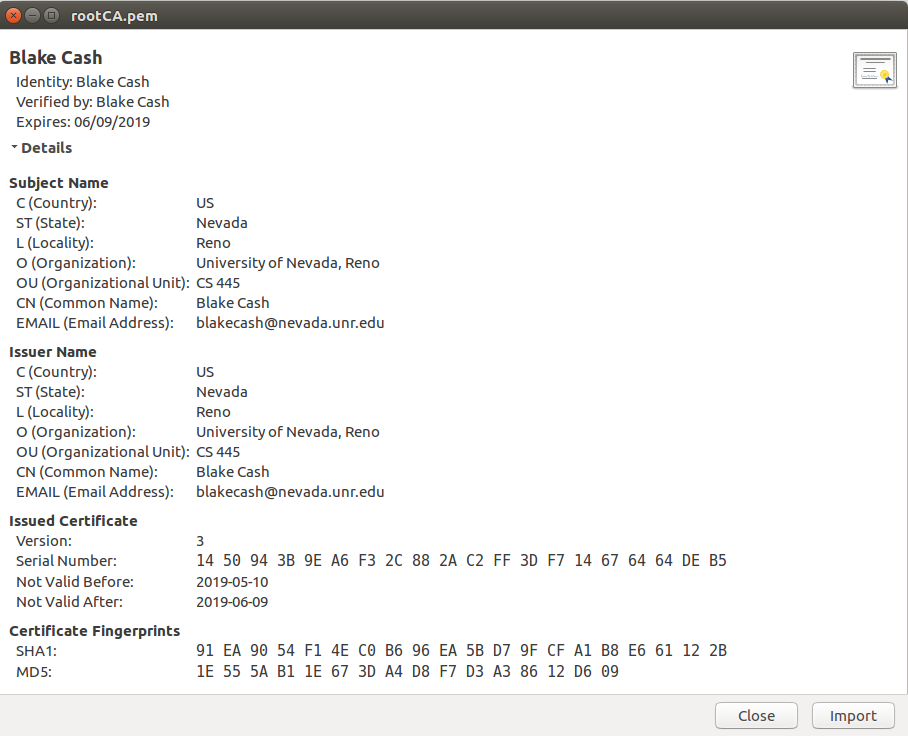 rootCA.pem
Blake Cash
Identity: Blake Cash
Verified by: Blake Cash
Expires: 06/09/2019
Details
Subject Name
C (Country): US
ST (State): Nevada
L (Locality): Reno
O (Organization): University of Nevada, Reno
OU (Organizational Unit): CS 445
CN (Common Name): Blake Cash
EMAIL (Email Address): blakecash@nevada.unr.edu
Issuer Name
C (Country): US
ST (State): Nevada
L (Locality): Reno
O (Organization): University of Nevada, Reno
OU (Organizational Unit): CS 445
CN (Common Name): Blake Cash
EMAIL (Email Address): blakecash@nevada.unr.edu
Issued Certificate
Version: 3
Serial Number: 14 50 94 3B 9E A6 F3 2C 88 2A C2 FF 3D F7 14 67 64 64 DE B5
Not Valid Before: 2019-05-10
Not Valid After: 2019-06-09
Certificate Fingerprints
SHA1: 91 EA 90 54 F1 4E C0 B6 96 EA 5B D7 9F CF A1 B8 E6 61 12 2B
MD5: 1E 55 5A B1 1E 67 3D A4 D8 F7 D3 A3 86 12 D6 09
Close Import